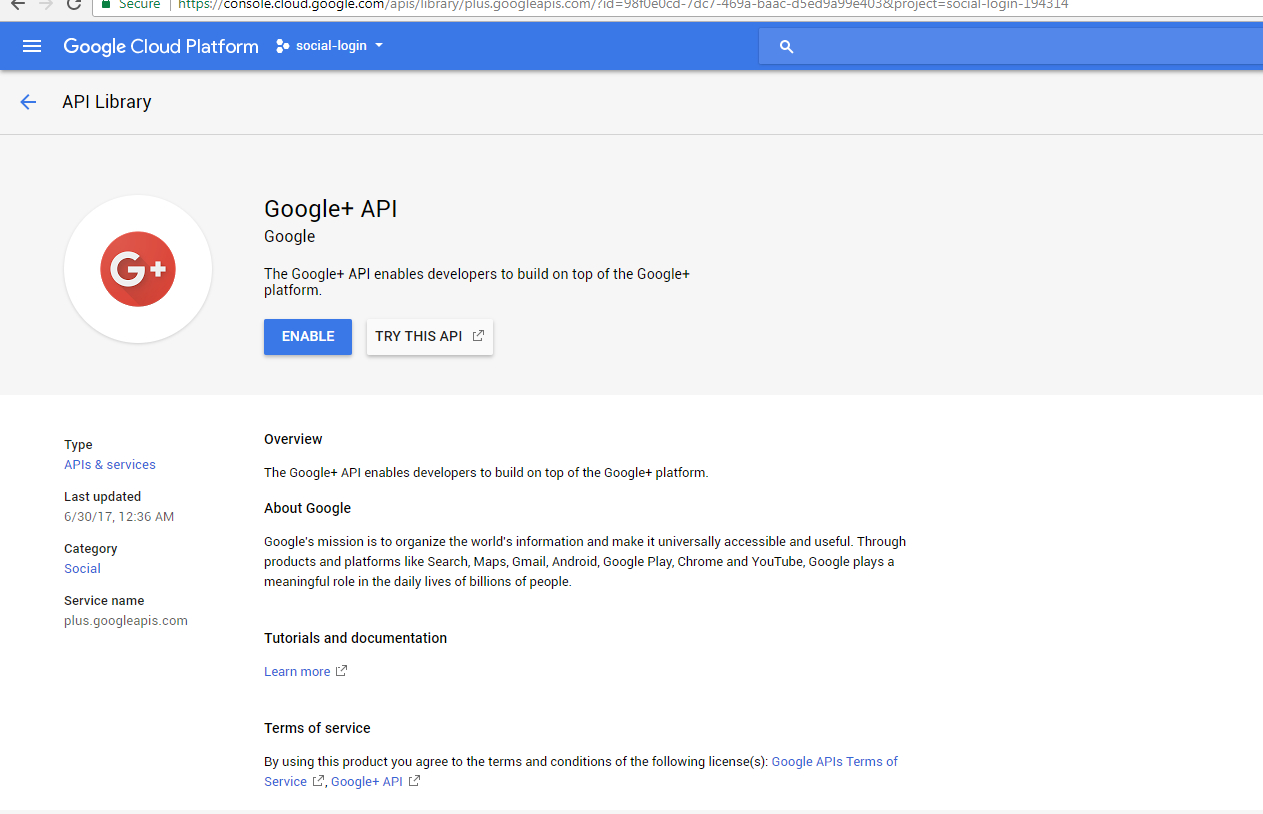 Secure | https://console.cloud.google.com/apis/library/plus.googleapis.com/?id=98f0e0cd-7dc7-469a-baac-d5ed9a99e403&project=social-login-194314
Google Cloud Platform social-login
API Library
Google+ API
Google
The Google+ API enables developers to build on top of the Google+
platform.
ENABLE TRY THIS API
G+
Type
APIs & services
Last updated
6/30/17, 12:36 AM
Category
Social
Service name
plus.googleapis.com
Overview
The Google+ API enables developers to build on top of the Google+ platform.
About Google
Google's mission is to organize the world's information and make it universally accessible and useful. Through
products and platforms like Search, Maps, Gmail, Android, Google Play, Chrome and YouTube, Google plays a
meaningful role in the daily lives of billions of people.
Tutorials and documentation
Learn more
Terms of service
By using this product you agree to the terms and conditions of the following license(s): Google APIs Terms of
Service , Google+ API